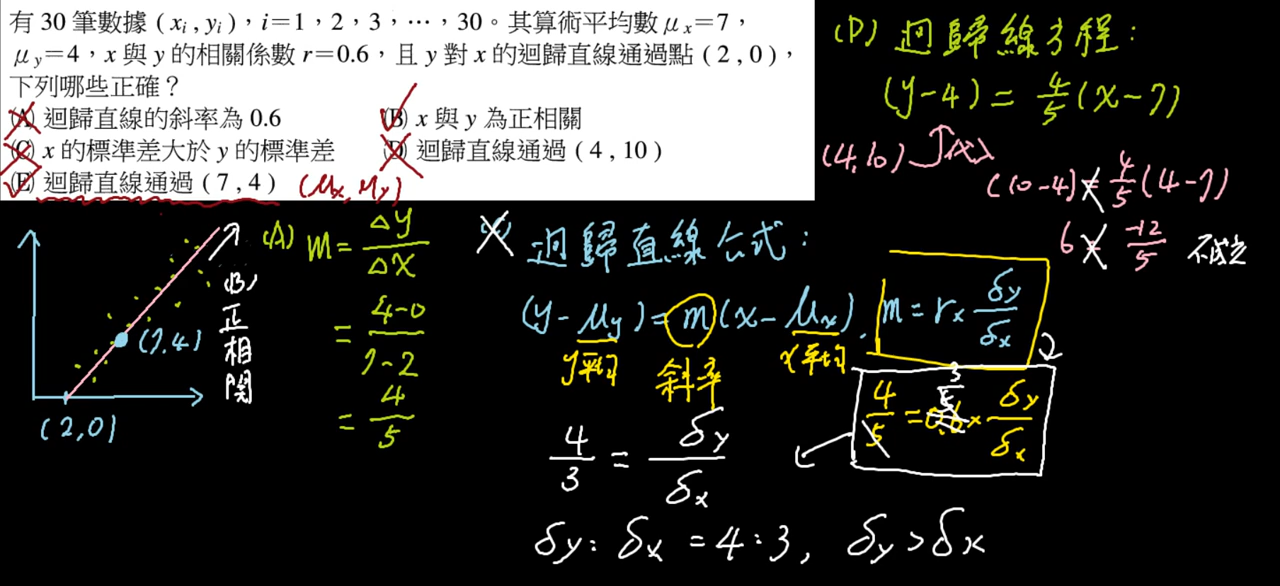 有 30 筆數據 ( xᵢ , yᵢ ) , i=1,2,3,…,30。其算術平均數 μₓ=7,
μᵧ=4,x 與 y 的相關係數 r=0.6,且 y 對 x 的迴歸直線通過點 ( 2 , 0 ),
下列哪些正確?
(A) 迴歸直線的斜率為 0.6 (B) x 與 y 為正相關
(C) x 的標準差大於 y 的標準差 (D) 迴歸直線通過 ( 4 , 10 )
(E) 迴歸直線通過 ( 7 , 4 ) (μx, μy)
(B) 正相關
(7,4)
(2,0)
(A) m = Δy/Δx
= 4-0/7-2
= 4/5
迴歸直線公式:
(y-μy) = m(x-μx), m = r × δy/δx
y平均 斜率 x平均
4/5 = 0.6 × δy/δx
3/5
4/3 = δy/δx
δy : δx = 4 : 3, δy > δx
(D) 迴歸線方程:
(y-4) = 4/5 (x-7)
(4,10) 代入
(10-4) = 4/5 (4-7)
6 = -12/5 不成立